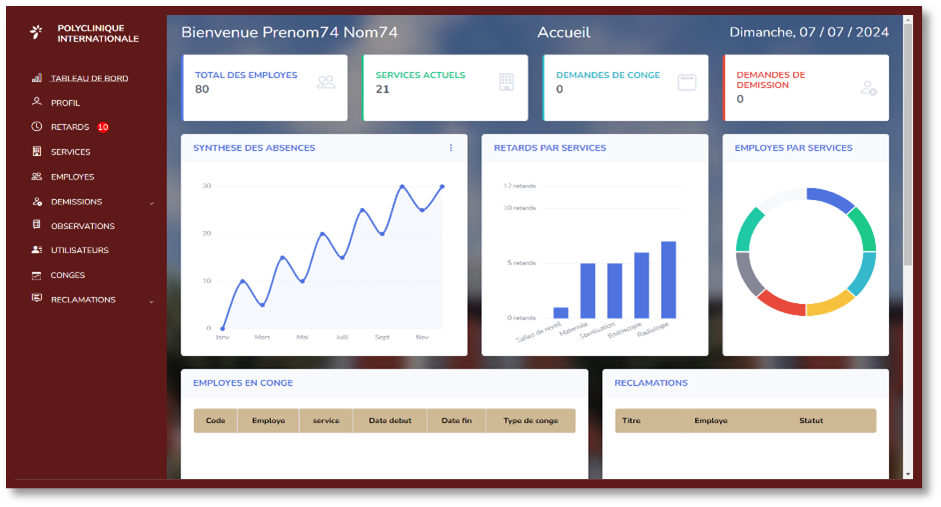 POLYCLINIQUE
INTERNATIONALE
Bienvenue Prenom74 Nom74
Accueil
Dimanche, 07 / 07 / 2024
TABLEAU DE BORD
PROFIL
RETARDS 10
SERVICES
EMPLOYES
DEMISSIONS
OBSERVATIONS
UTILISATEURS
CONGES
RECLAMATIONS
TOTAL DES EMPLOYES
80
SERVICES ACTUELS
21
DEMANDES DE CONGE
0
DEMANDES DE
DEMISSION
0
SYNTHESE DES ABSENCES
30
20
10
0
Janv Mars Mai Juill Sept Nov
RETARDS PAR SERVICES
12 retards
10 retards
5 retards
0 retards
Salles de reveil Maternite Sterilisation Endoscopie Radiologie
EMPLOYES PAR SERVICES
EMPLOYES EN CONGE
Code Employe service Date debut Date fin Type de conge
RECLAMATIONS
Titre Employe Statut